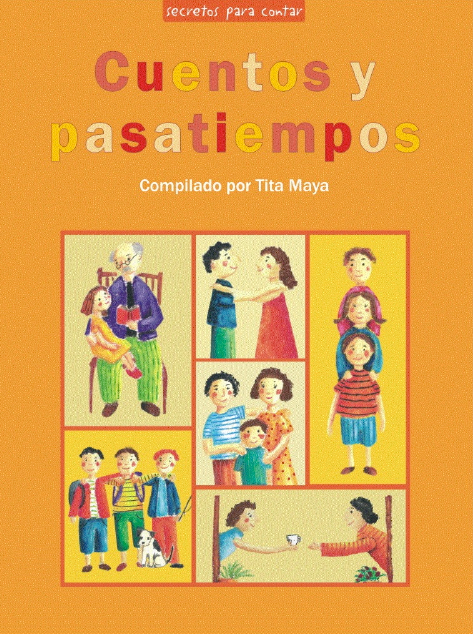 secretos para contar
Cuentos y
pasatiempos
Compilado por Tita Maya